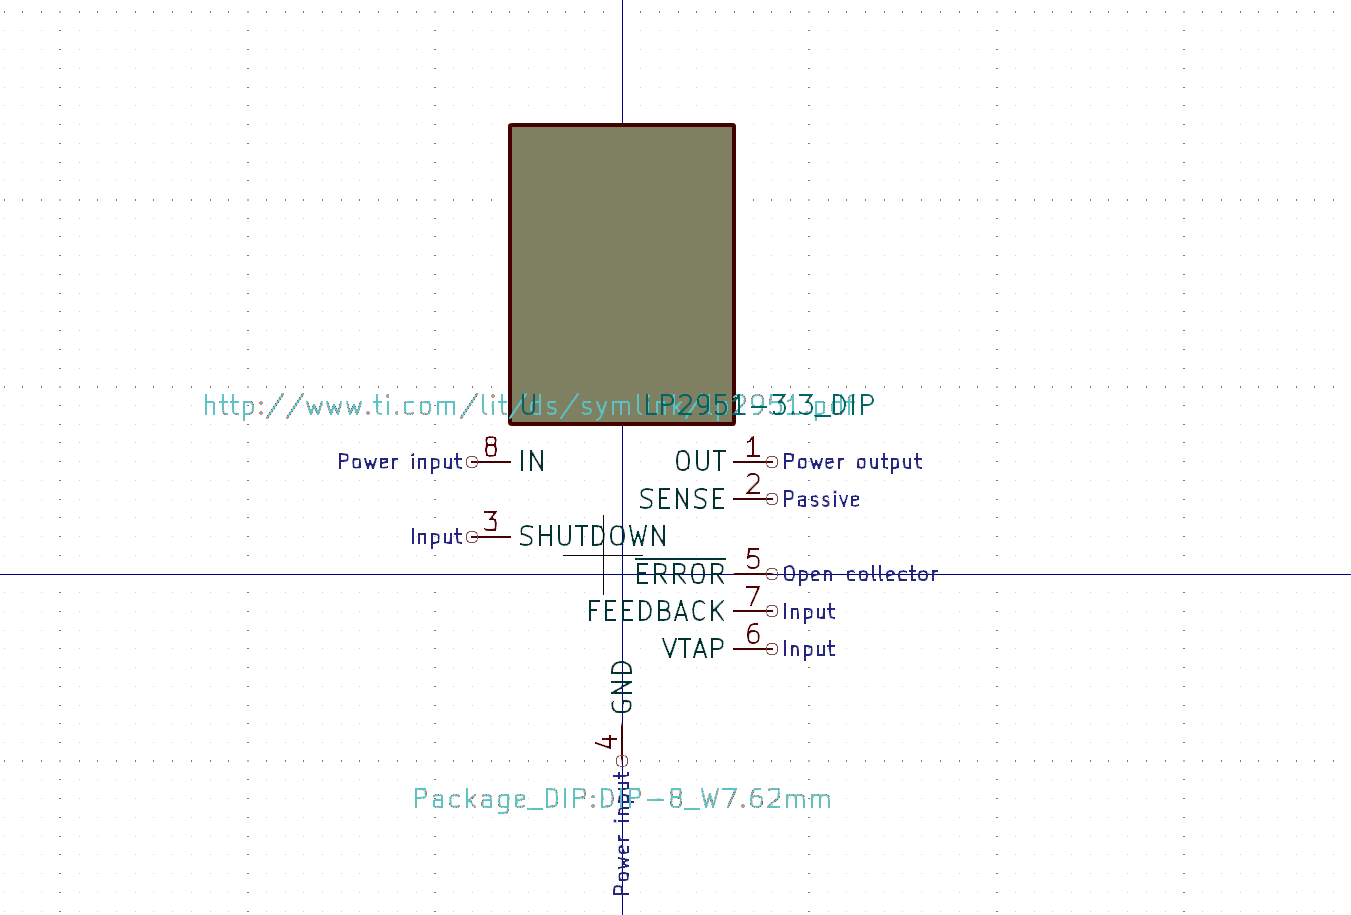 http://www.ti.com/lit/ds/symlink/lp2951.pdf
U
LP2951-3.3_DIP
8
Power input
IN
OUT
1
Power output
SENSE
2
Passive
3
Input
SHUTDOWN
ERROR
5
Open collector
FEEDBACK
7
Input
VTAP
6
Input
GND
4
Power input
Package_DIP:DIP-8_W7.62mm